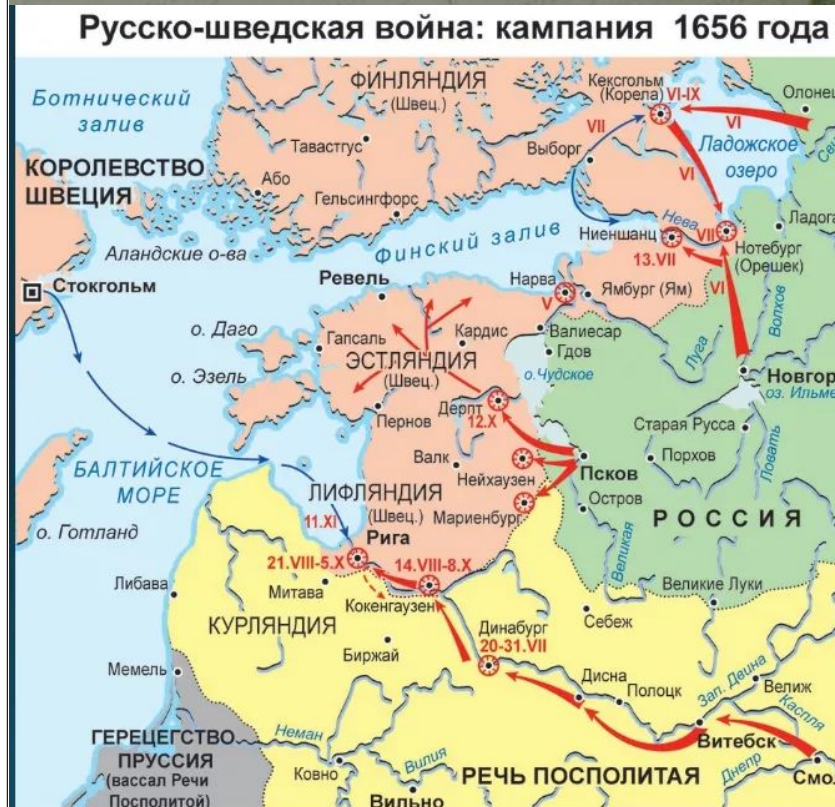 Русско-шведская война: кампания 1656 года
Ботнический
залив
ФИНЛЯНДИЯ
(Швец.)
Кексгольм
(Корела)
VI-IX
Олонец
VI
VII
Тавастгус
Выборг
Ладожское
озеро
VI
КОРОЛЕВСТВО
ШВЕЦИЯ
Або
Гельсингфорс
Нева
Ладога
Ниеншанц
VII
Нотебург
(Орешек)
13.VII
Финский залив
Аландские о-ва
Стокгольм
Ревель
Нарва
V
Ямбург (Ям)
VI
Волхов
о. Даго
Гапсаль
Кардис
Валиесар
Гдов
Луга
ЭСТЛЯНДИЯ
(Швец.)
о.Чудское
Новгор
оз. Ильме
о. Эзель
Пернов
Дерпт
12.X
Старая Русса
Валк
Псков
Порхов
Ловать
БАЛТИЙСКОЕ
МОРЕ
Нейхаузен
ЛИФЛЯНДИЯ
(Швец.)
Мариенбург
Остров
РОССИЯ
11.XI
о. Готланд
Рига
Великая
21.VIII-5.X
14.VIII-8.X
Либава
Митава
Кокенгаузен
Великие Луки
КУРЛЯНДИЯ
Динабург
20-31.VII
Себеж
Биржай
Мемель
Дисна
Полоцк
Зап. Двина
Велиж
Каспля
ГЕРЕЦЕГСТВО
ПРУССИЯ
(вассал Речи
Посполитой)
Неман
Витебск
Ковно
Вилия
РЕЧЬ ПОСПОЛИТАЯ
Днепр
Смол
Вильно